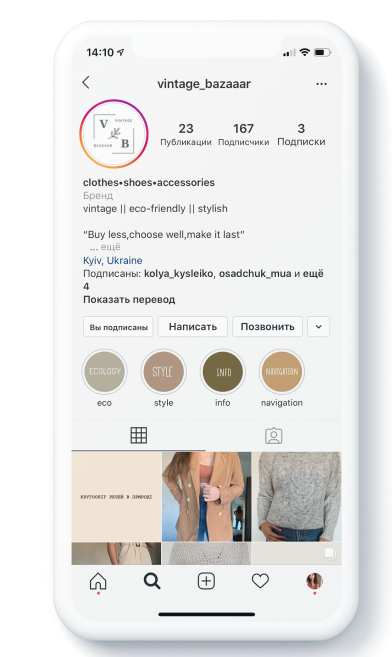 14:10
vintage_bazaaar
V VINTAGE
BAZAAAR B
23 167 3
Публикации Подписчики Подписки
clothes•shoes•accessories
Бренд
vintage || eco-friendly || stylish
“Buy less,choose well,make it last”
... ещё
Kyiv, Ukraine
Подписаны: kolya_kysleiko, osadchuk_mua и ещё
4
Показать перевод
Вы подписаны Написать Позвонить
ECOLOGY STYLE INFO NAVIGATION
eco style info navigation
КРУГООБІГ РЕЧЕЙ В ПРИРОДІ